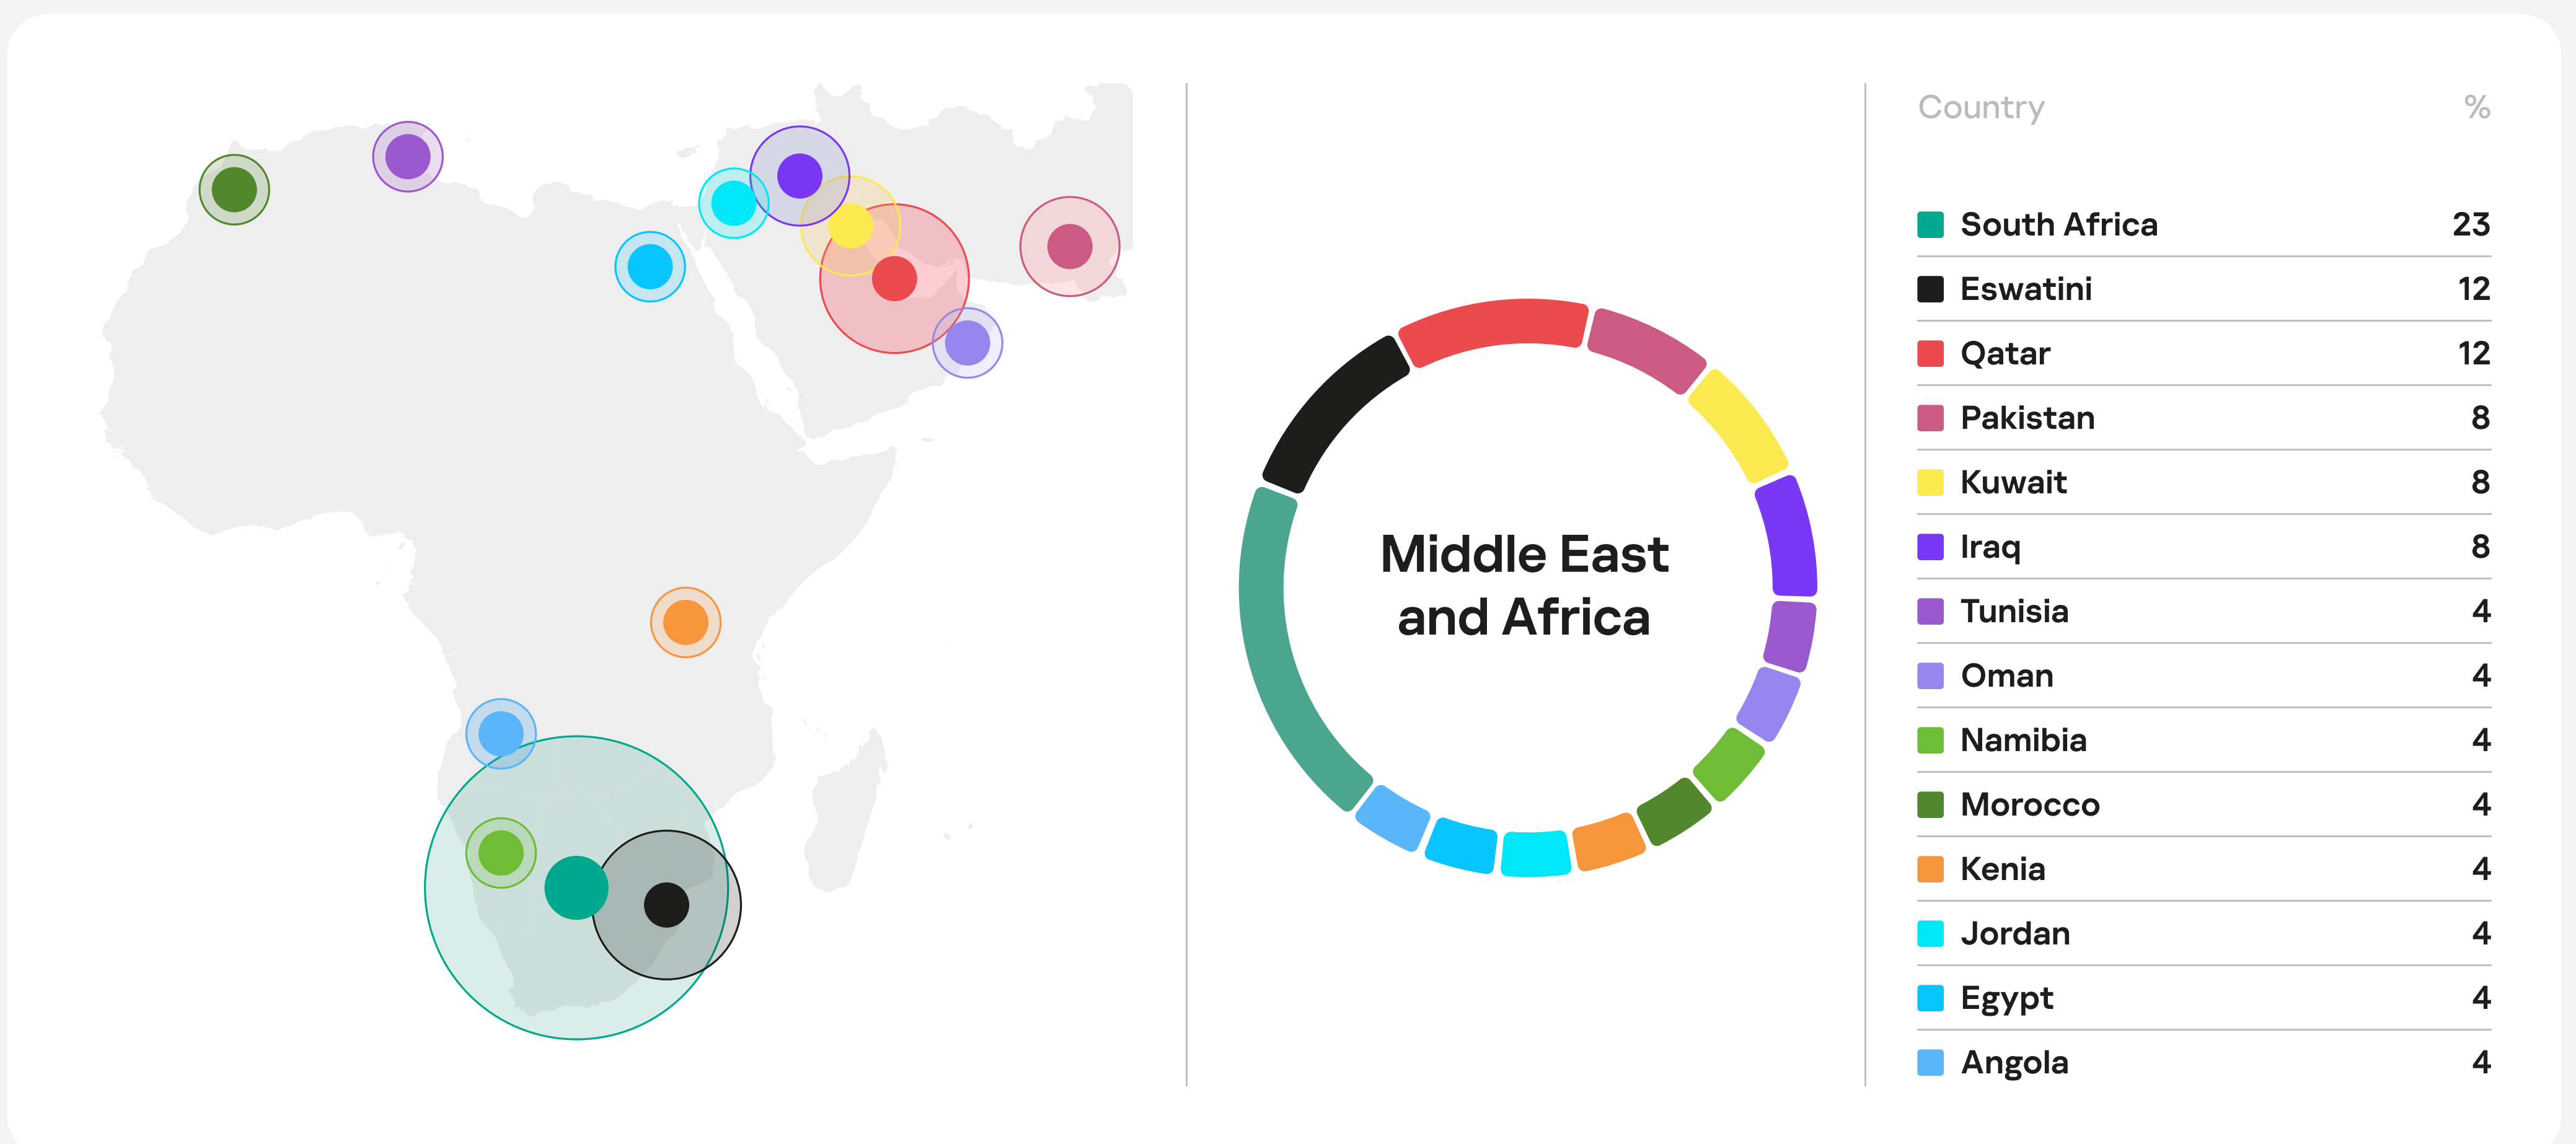 Middle East
and Africa
Country %
South Africa 23
Eswatini 12
Qatar 12
Pakistan 8
Kuwait 8
Iraq 8
Tunisia 4
Oman 4
Namibia 4
Morocco 4
Kenia 4
Jordan 4
Egypt 4
Angola 4